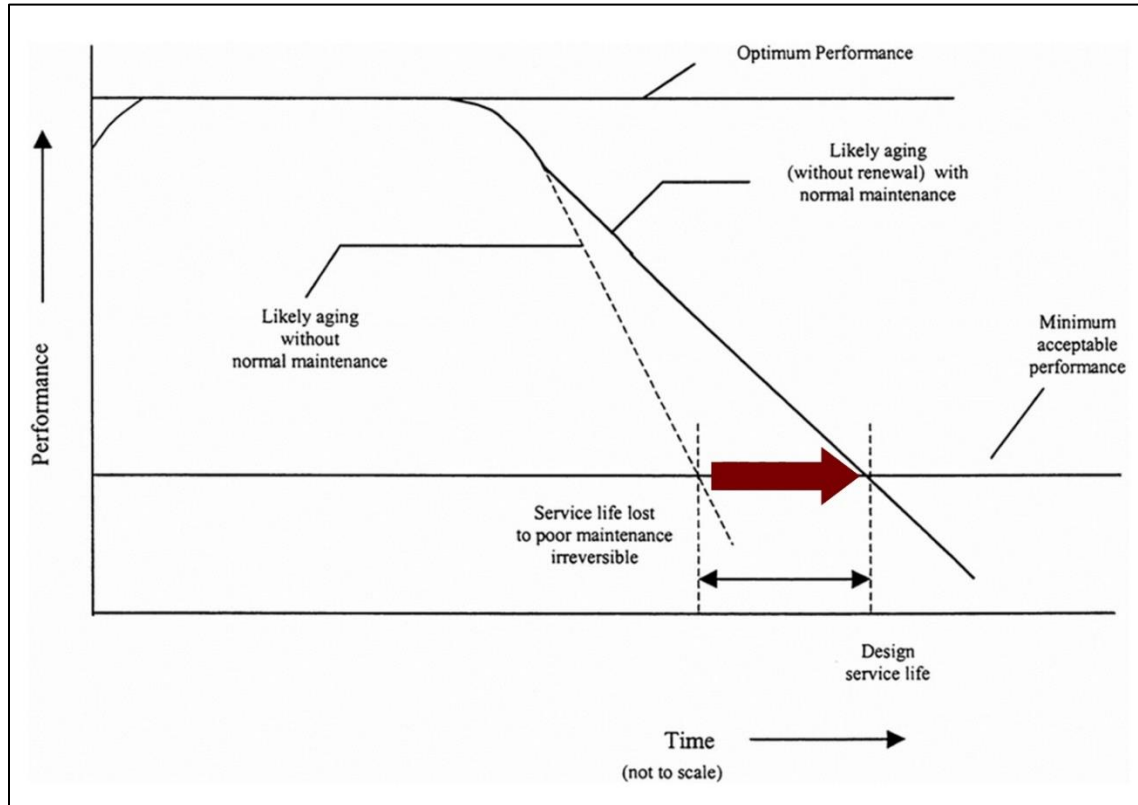 Optimum Performance
Likely aging
(without renewal) with
normal maintenance
Likely aging
without
normal maintenance
Minimum
acceptable
performance
Performance
Service life lost
to poor maintenance
irreversible
Design
service life
Time
(not to scale)